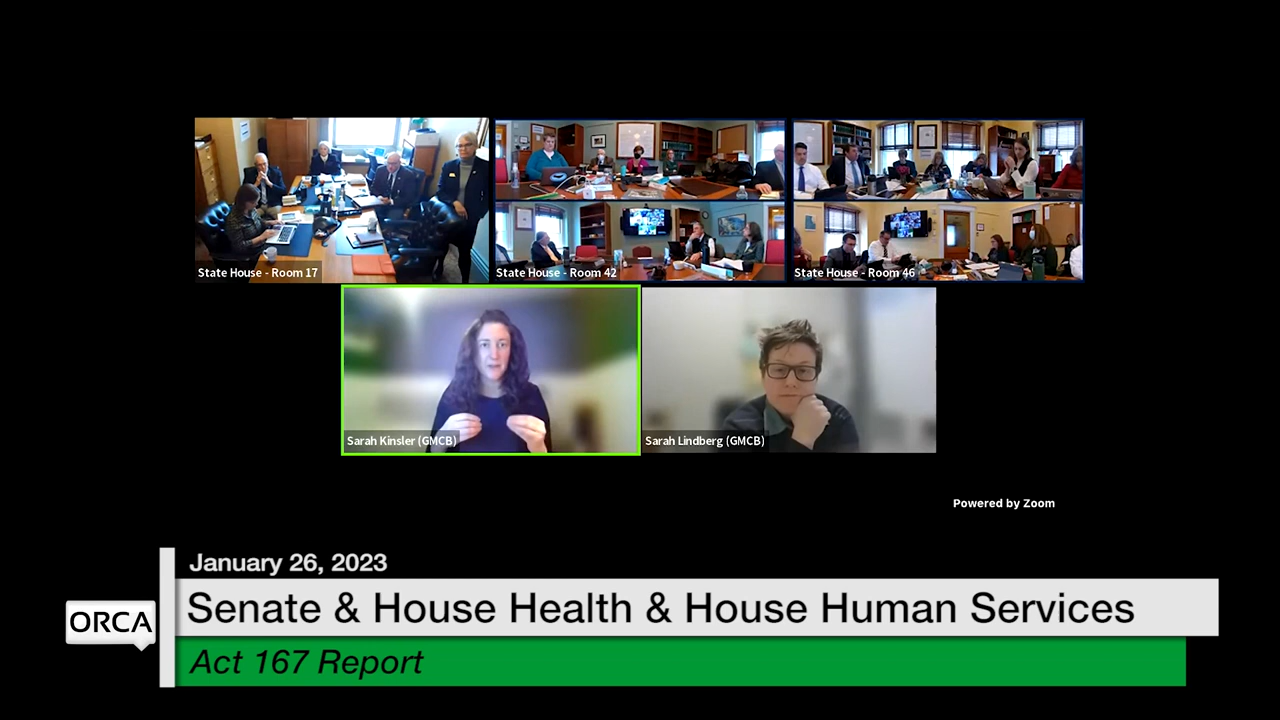 State House - Room 17
State House - Room 42
State House - Room 46
Sarah Kinsler (GMCB)
Sarah Lindberg (GMCB)
Powered by Zoom
January 26, 2023
ORCA
Senate & House Health & House Human Services
Act 167 Report